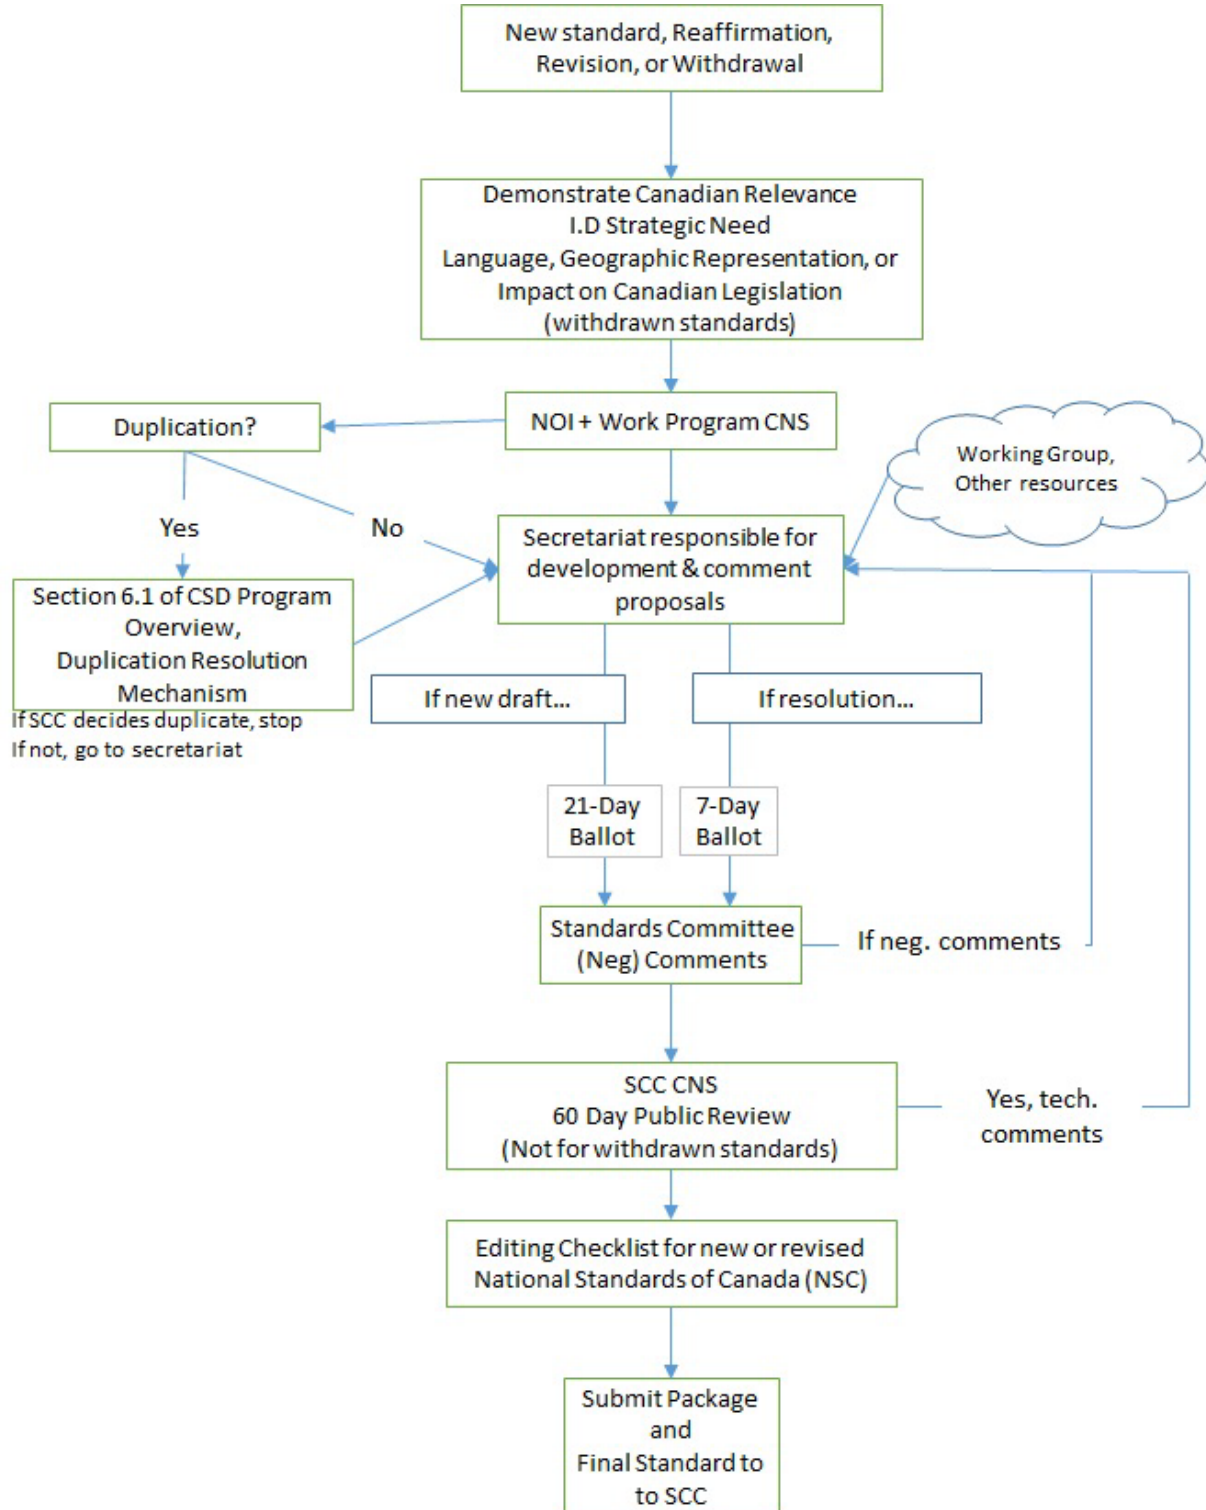 New standard, Reaffirmation,
Revision, or Withdrawal
Demonstrate Canadian Relevance
I.D Strategic Need
Language, Geographic Representation, or
Impact on Canadian Legislation
(withdrawn standards)
Duplication?
NOI + Work Program CNS
Working Group,
Other resources
Yes
No
Secretariat responsible for
development & comment
proposals
Section 6.1 of CSD Program
Overview,
Duplication Resolution
Mechanism
If SCC decides duplicate, stop
If not, go to secretariat
If new draft...
If resolution...
21-Day
Ballot
7-Day
Ballot
Standards Committee
(Neg) Comments
If neg. comments
SCC CNS
60 Day Public Review
(Not for withdrawn standards)
Yes, tech.
comments
Editing Checklist for new or revised
National Standards of Canada (NSC)
Submit Package
and
Final Standard to
to SCC